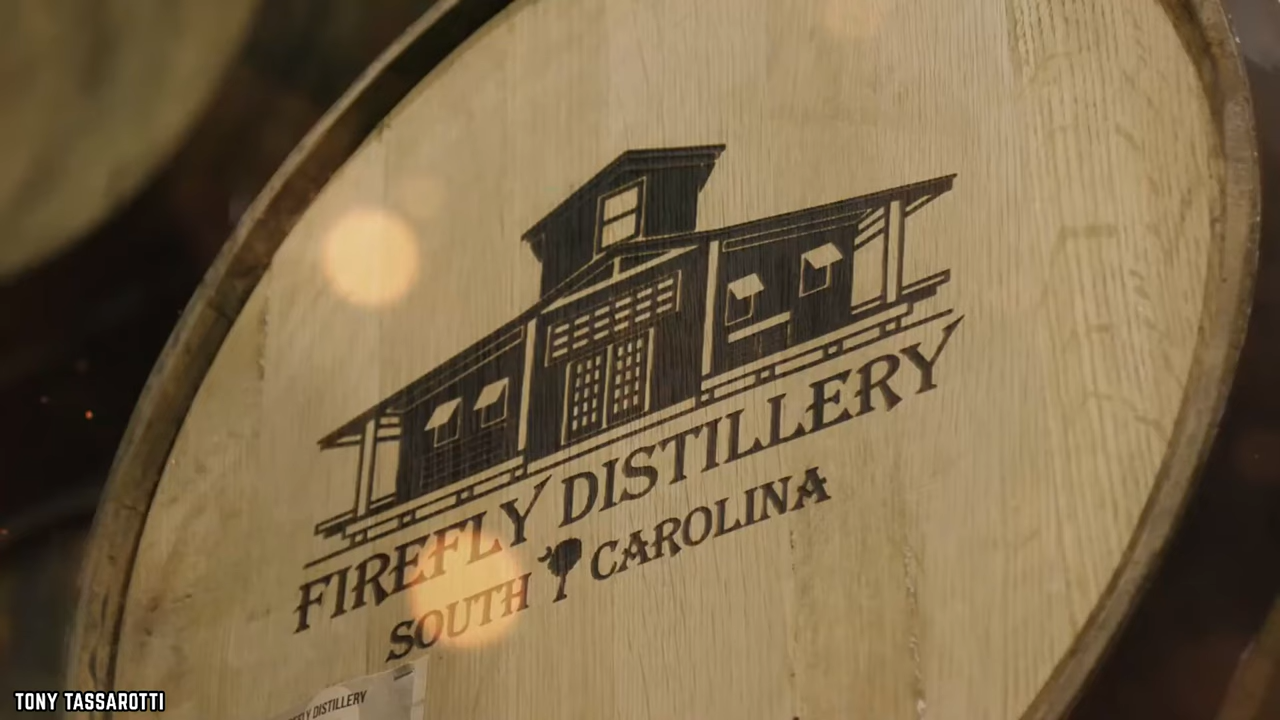 FIREFLY DISTILLERY
SOUTH CAROLINA
DISTILLERY
TONY TASSAROTTI